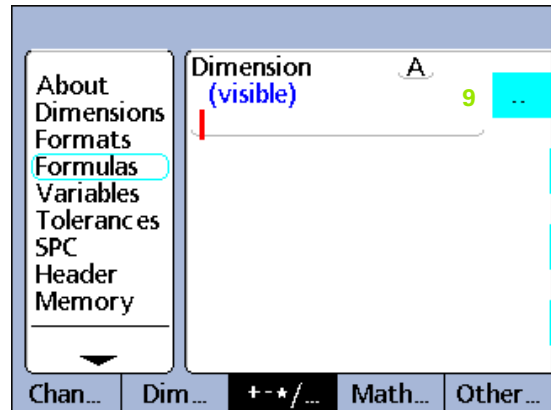 About
Dimensions
Formats
Formulas
Variables
Tolerances
SPC
Header
Memory
Dimension A
(visible) 9 ..
Chan... Dim... +-*/... Math... Other...